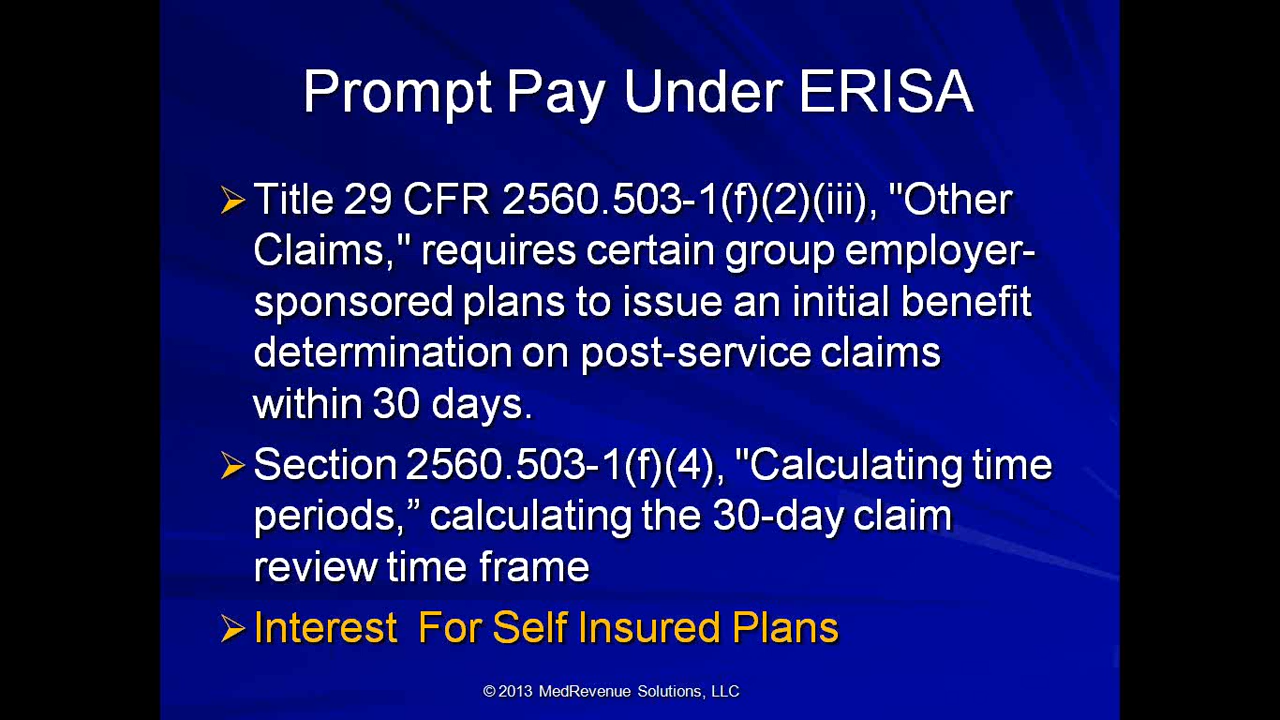 Prompt Pay Under ERISA
Title 29 CFR 2560.503-1(f)(2)(iii), "Other
Claims," requires certain group employer-
sponsored plans to issue an initial benefit
determination on post-service claims
within 30 days.
Section 2560.503-1(f)(4), "Calculating time
periods,” calculating the 30-day claim
review time frame
Interest  For Self Insured Plans
© 2013 MedRevenue Solutions, LLC